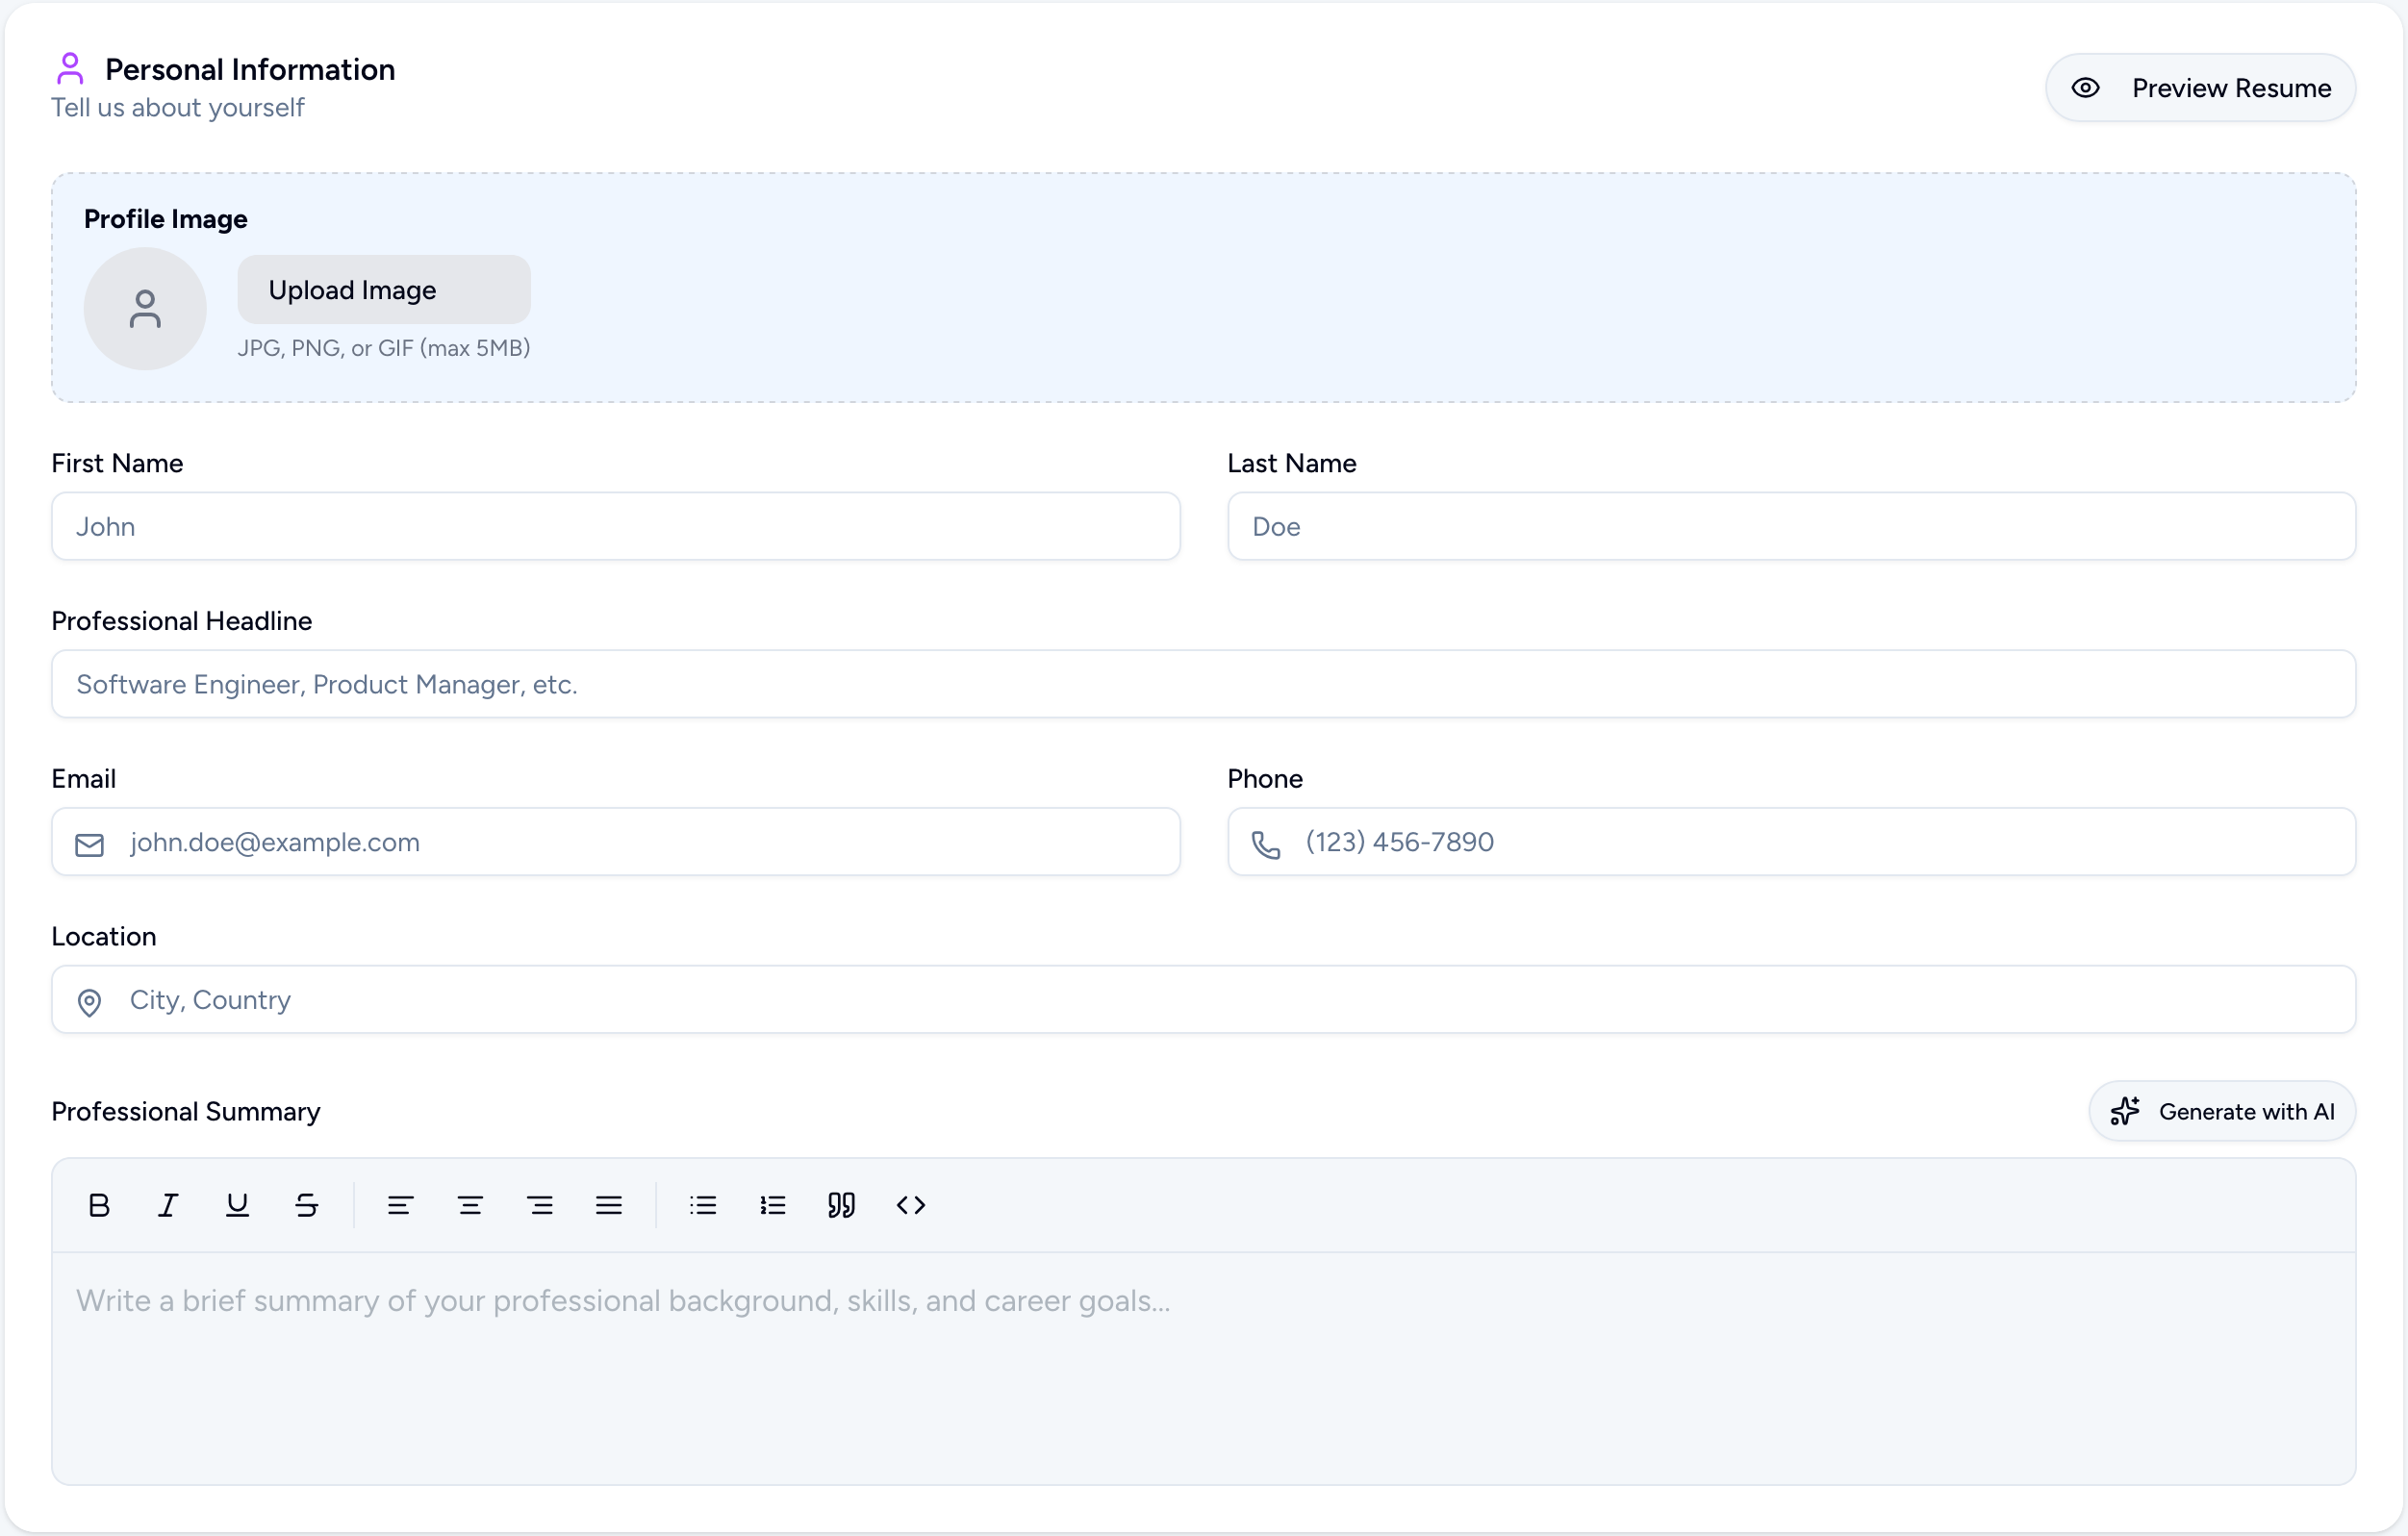 Personal Information
Tell us about yourself
Preview Resume
Profile Image
Upload Image
JPG, PNG, or GIF (max 5MB)
First Name
Last Name
John
Doe
Professional Headline
Software Engineer, Product Manager, etc.
Email
Phone
john.doe@example.com
(123) 456-7890
Location
City, Country
Professional Summary
Generate with AI
Write a brief summary of your professional background, skills, and career goals...